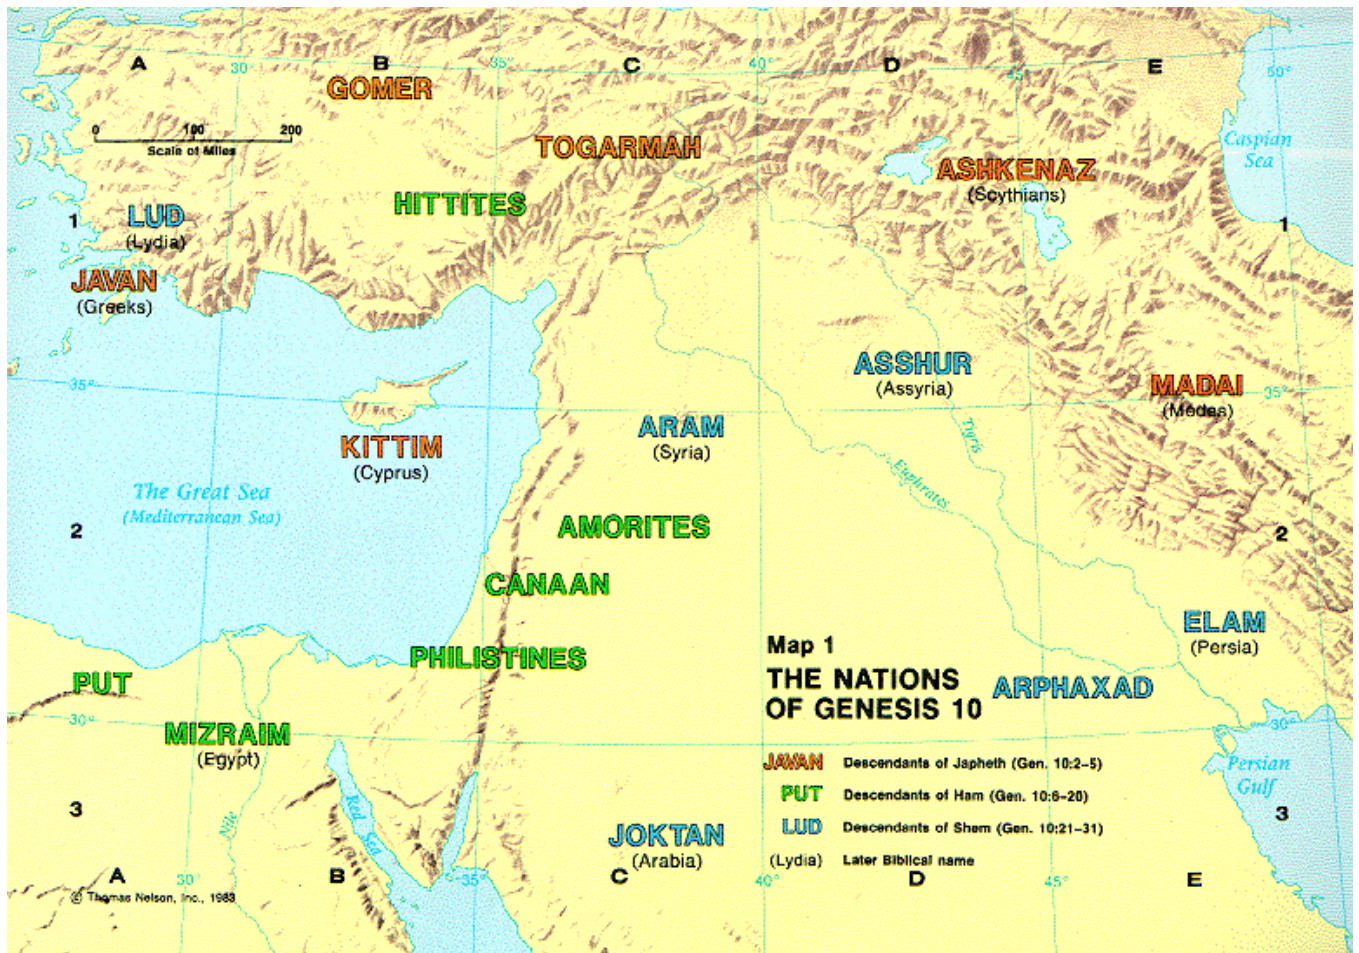 A
B
C
D
E
30
35
40°
45
50°
GOMER
0 100 200
Scale of Miles
TOGARMAH
Caspian
Sea
ASHKENAZ
(Scythians)
HITTITES
1
LUD
(Lydia)
1
JAVAN
(Greeks)
ASSHUR
(Assyria)
35°
MADAI
(Medes)
35°
ARAM
(Syria)
KITTIM
(Cyprus)
Tigris
Euphrates
The Great Sea
(Mediterranean Sea)
2
AMORITES
2
CANAAN
ELAM
(Persia)
PHILISTINES
Map 1
THE NATIONS
OF GENESIS 10
PUT
ARPHAXAD
30°
30°
MIZRAIM
(Egypt)
JAVAN Descendants of Japheth (Gen. 10:2–5)
PUT Descendants of Ham (Gen. 10:6–20)
LUD Descendants of Shem (Gen. 10:21–31)
(Lydia) Later Biblical name
Persian
Gulf
3
Nile
Red Sea
3
JOKTAN
(Arabia)
A
B
C
D
E
30°
35°
40°
45°
© Thomas Nelson, Inc., 1983